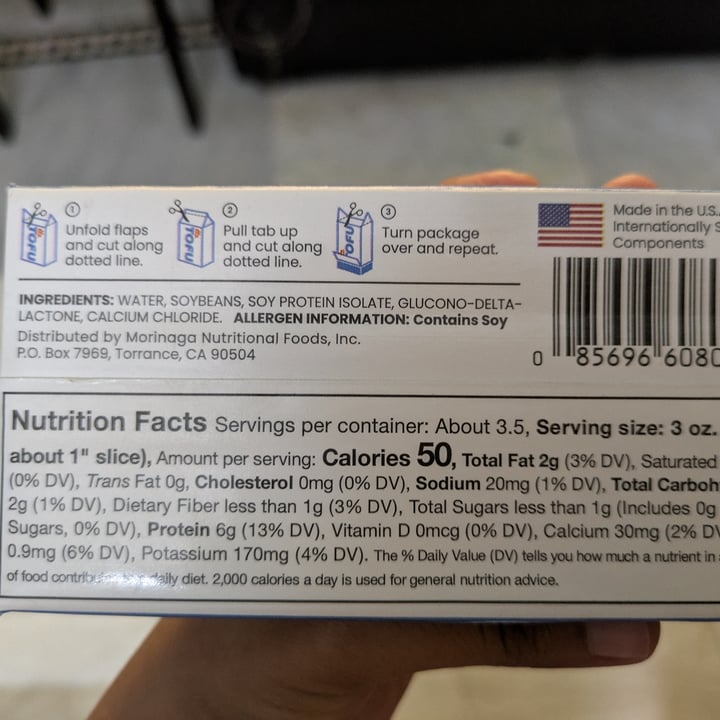 1
Unfold flaps
and cut along
dotted line.
2
Pull tab up
and cut along
dotted line.
3
Turn package
over and repeat.
TOFU
TOFU
TOFU
Made in the U.S.
Internationally S
Components
INGREDIENTS: WATER, SOYBEANS, SOY PROTEIN ISOLATE, GLUCONO-DELTA-
LACTONE, CALCIUM CHLORIDE. ALLERGEN INFORMATION: Contains Soy
Distributed by Morinaga Nutritional Foods, Inc.
P.O. Box 7969, Torrance, CA 90504
0 85696 6080
Nutrition Facts Servings per container: About 3.5, Serving size: 3 oz.
about 1" slice), Amount per serving: Calories 50, Total Fat 2g (3% DV), Saturated
(0% DV), Trans Fat 0g, Cholesterol 0mg (0% DV), Sodium 20mg (1% DV), Total Carboh
2g (1% DV), Dietary Fiber less than 1g (3% DV), Total Sugars less than 1g (Includes 0g
Sugars, 0% DV), Protein 6g (13% DV), Vitamin D 0mcg (0% DV), Calcium 30mg (2% DV
0.9mg (6% DV), Potassium 170mg (4% DV). The % Daily Value (DV) tells you how much a nutrient in
of food daily diet. 2,000 calories a day is used for general nutrition advice.